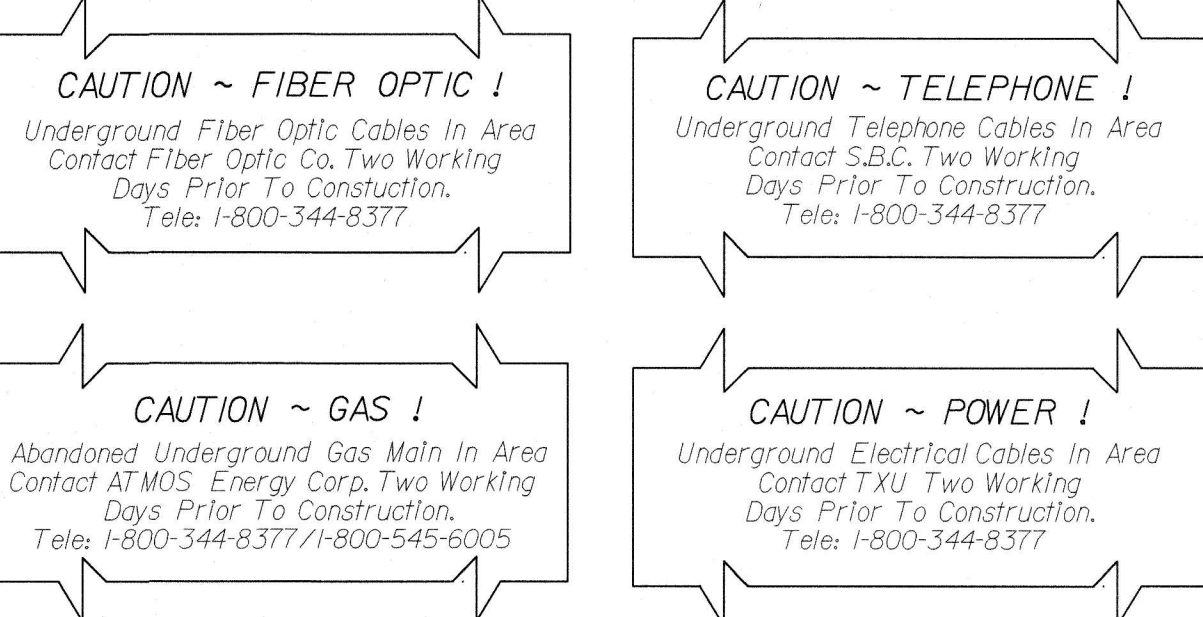 CAUTION ~ FIBER OPTIC !
Underground Fiber Optic Cables In Area
Contact Fiber Optic Co. Two Working
Days Prior To Constuction.
Tele: 1-800-344-8377
CAUTION ~ TELEPHONE !
Underground Telephone Cables In Area
Contact S.B.C. Two Working
Days Prior To Construction.
Tele: 1-800-344-8377
CAUTION ~ GAS !
Abandoned Underground Gas Main In Area
Contact ATMOS Energy Corp. Two Working
Days Prior To Construction.
Tele: 1-800-344-8377/1-800-545-6005
CAUTION ~ POWER !
Underground Electrical Cables In Area
Contact TXU Two Working
Days Prior To Construction.
Tele: 1-800-344-8377